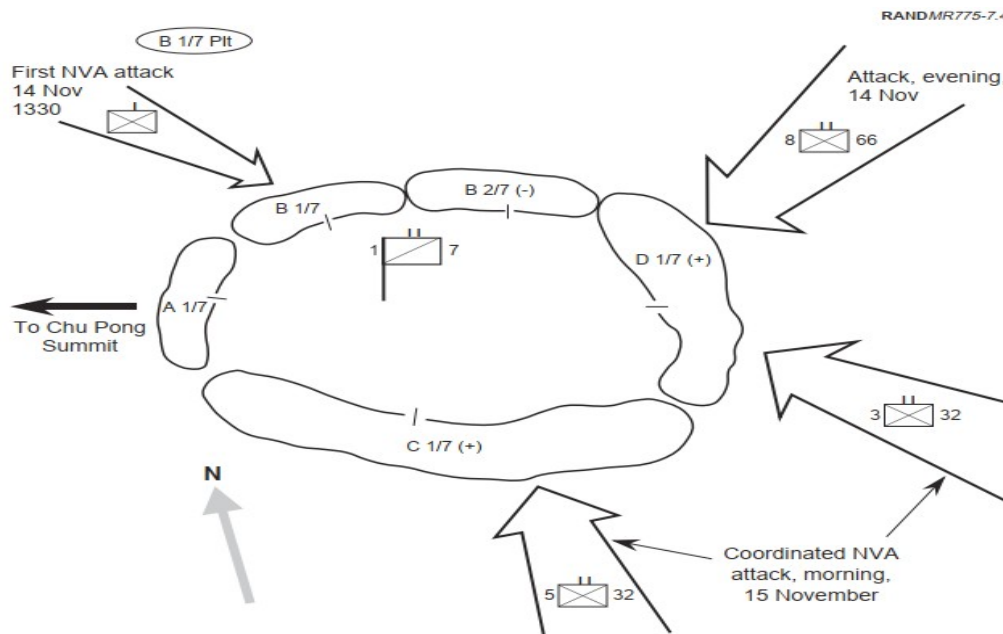 RANDMR775-7.4
B 1/7 Plt
First NVA attack
14 Nov
1330
Attack, evening,
14 Nov
8 66
B 1/7
B 2/7 (-)
1 7
D 1/7 (+)
A 1/7
To Chu Pong
Summit
3 32
C 1/7 (+)
N
Coordinated NVA
attack, morning,
15 November
5 32